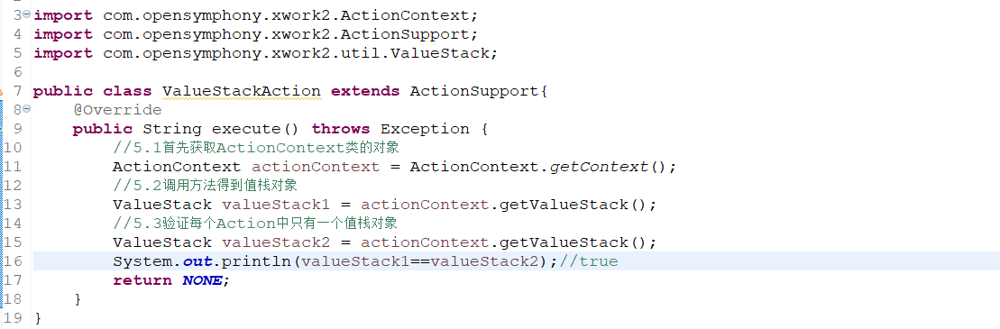 3 import com.opensymphony.xwork2.ActionContext;
4 import com.opensymphony.xwork2.ActionSupport;
5 import com.opensymphony.xwork2.util.ValueStack;
6
7 public class ValueStackAction extends ActionSupport{
8     @Override
9     public String execute() throws Exception {
10         //5.1首先获取ActionContext类的对象
11         ActionContext actionContext = ActionContext.getContext();
12         //5.2调用方法得到值栈对象
13         ValueStack valueStack1 = actionContext.getValueStack();
14         //5.3验证每个Action中只有一个值栈对象
15         ValueStack valueStack2 = actionContext.getValueStack();
16         System.out.println(valueStack1==valueStack2);//true
17         return NONE;
18     }
19 }